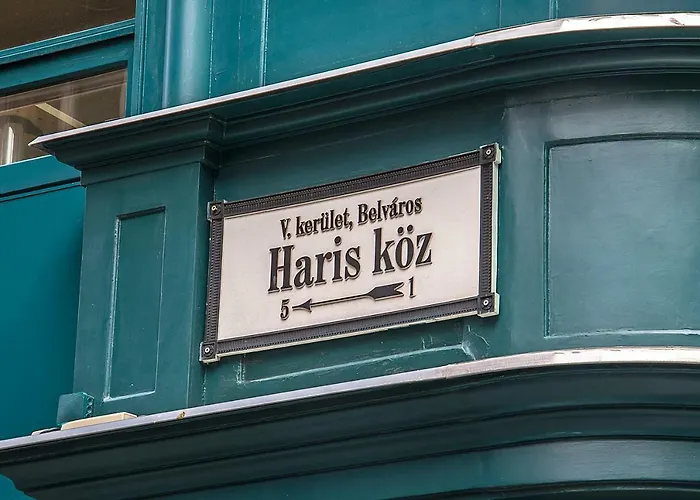 V. kerület, Belváros
Haris köz
5 ← 1